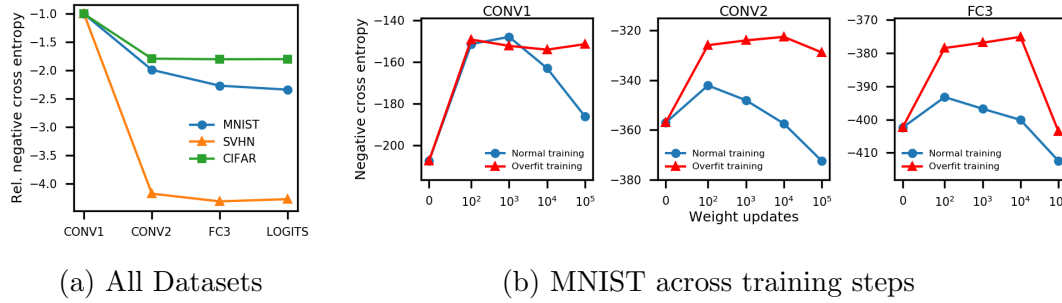 Rel. negative cross entropy
−1.0
−1.5
−2.0
−2.5
−3.0
−3.5
−4.0
MNIST
SVHN
CIFAR
CONV1 CONV2 FC3 LOGITS
(a) All Datasets
Negative cross entropy
CONV1
−140
−160
−180
−200
Normal training
Overfit training
0 10² 10³ 10⁴ 10⁵
CONV2
−320
−340
−360
−380
Normal training
Overfit training
0 10² 10³ 10⁴ 10⁵
FC3
−370
−380
−390
−400
−410
Normal training
Overfit training
0 10² 10³ 10⁴
Weight updates
(b) MNIST across training steps